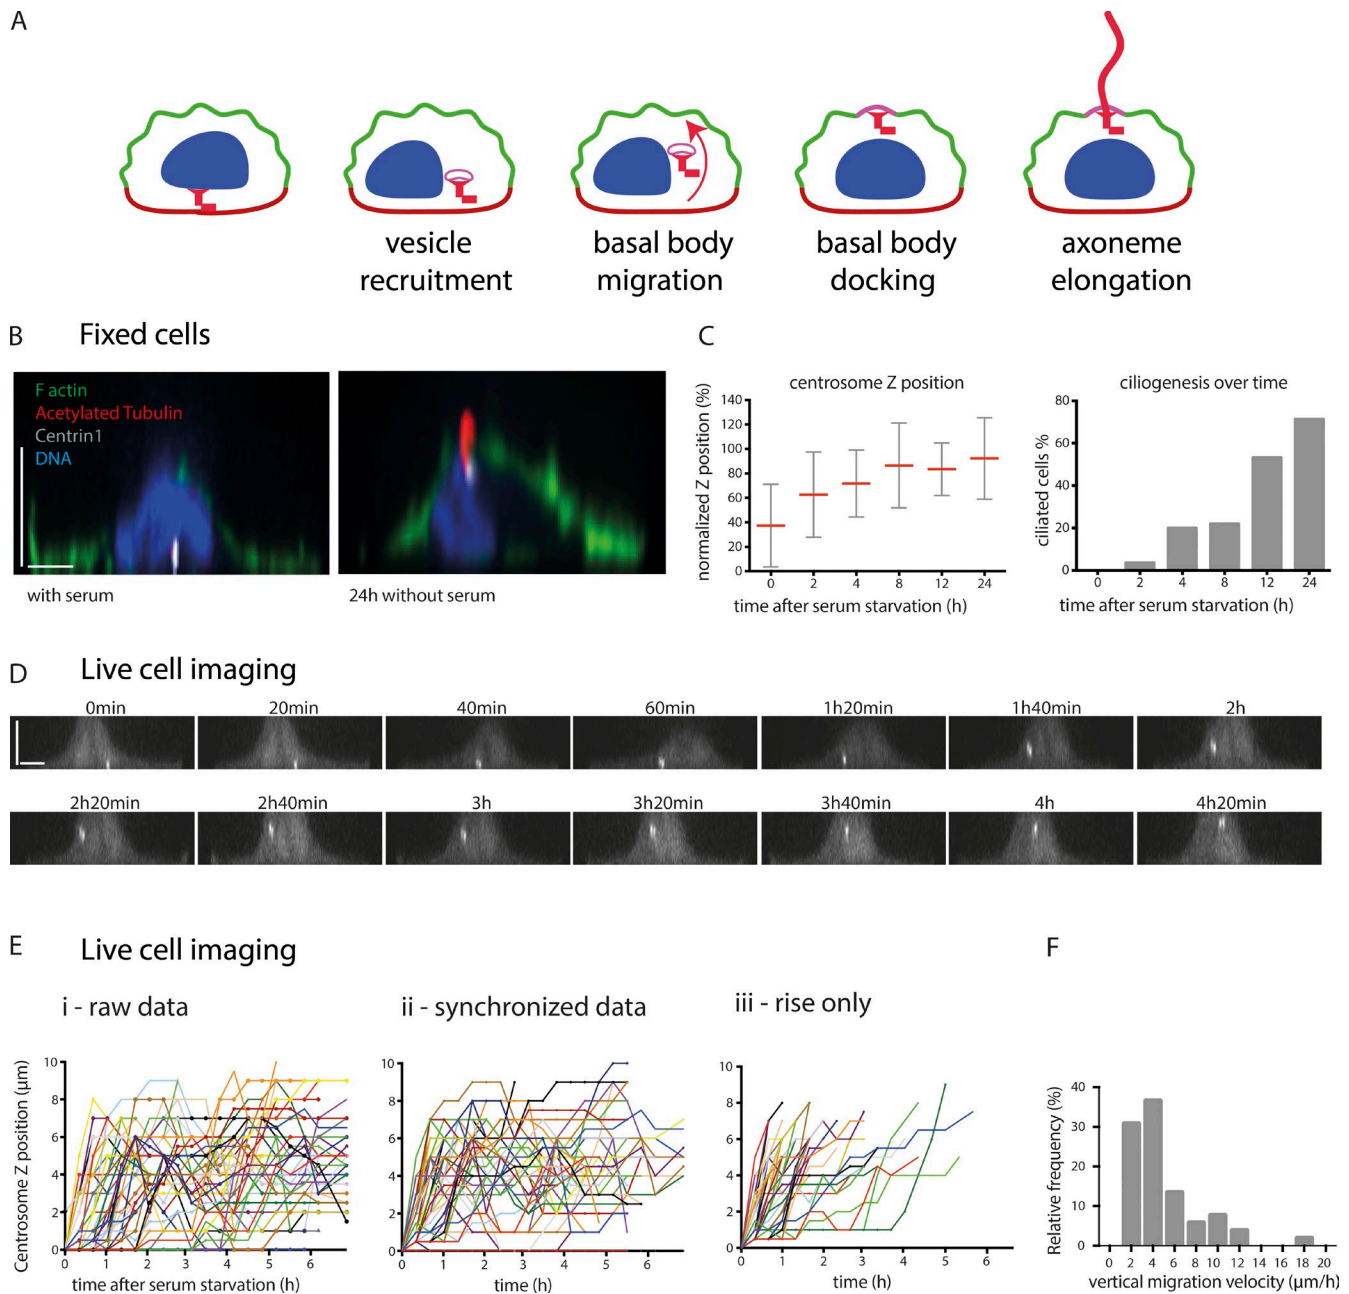 A
vesicle recruitment
basal body migration
basal body docking
axoneme elongation
B
Fixed cells
F actin
Acetylated Tubulin
Centrin1
DNA
with serum
24h without serum
C
centrosome Z position
normalized Z position (%)
140
120
100
80
60
40
20
0
0 2 4 8 12 24
time after serum starvation (h)
ciliogenesis over time
ciliated cells %
80
60
40
20
0
0 2 4 8 12 24
time after serum starvation (h)
D
Live cell imaging
0min 20min 40min 60min 1h20min 1h40min 2h
2h20min 2h40min 3h 3h20min 3h40min 4h 4h20min
E
Live cell imaging
i - raw data
Centrosome Z position (µm)
10
8
6
4
2
0
0 1 2 3 4 5 6
time after serum starvation (h)
ii - synchronized data
10
8
6
4
2
0
0 1 2 3 4 5 6
time (h)
iii - rise only
10
8
6
4
2
0
0 1 2 3 4 5 6
time (h)
F
Relative frequency (%)
40
30
20
10
0
0 2 4 6 8 10 12 14 16 18 20
vertical migration velocity (µm/h)